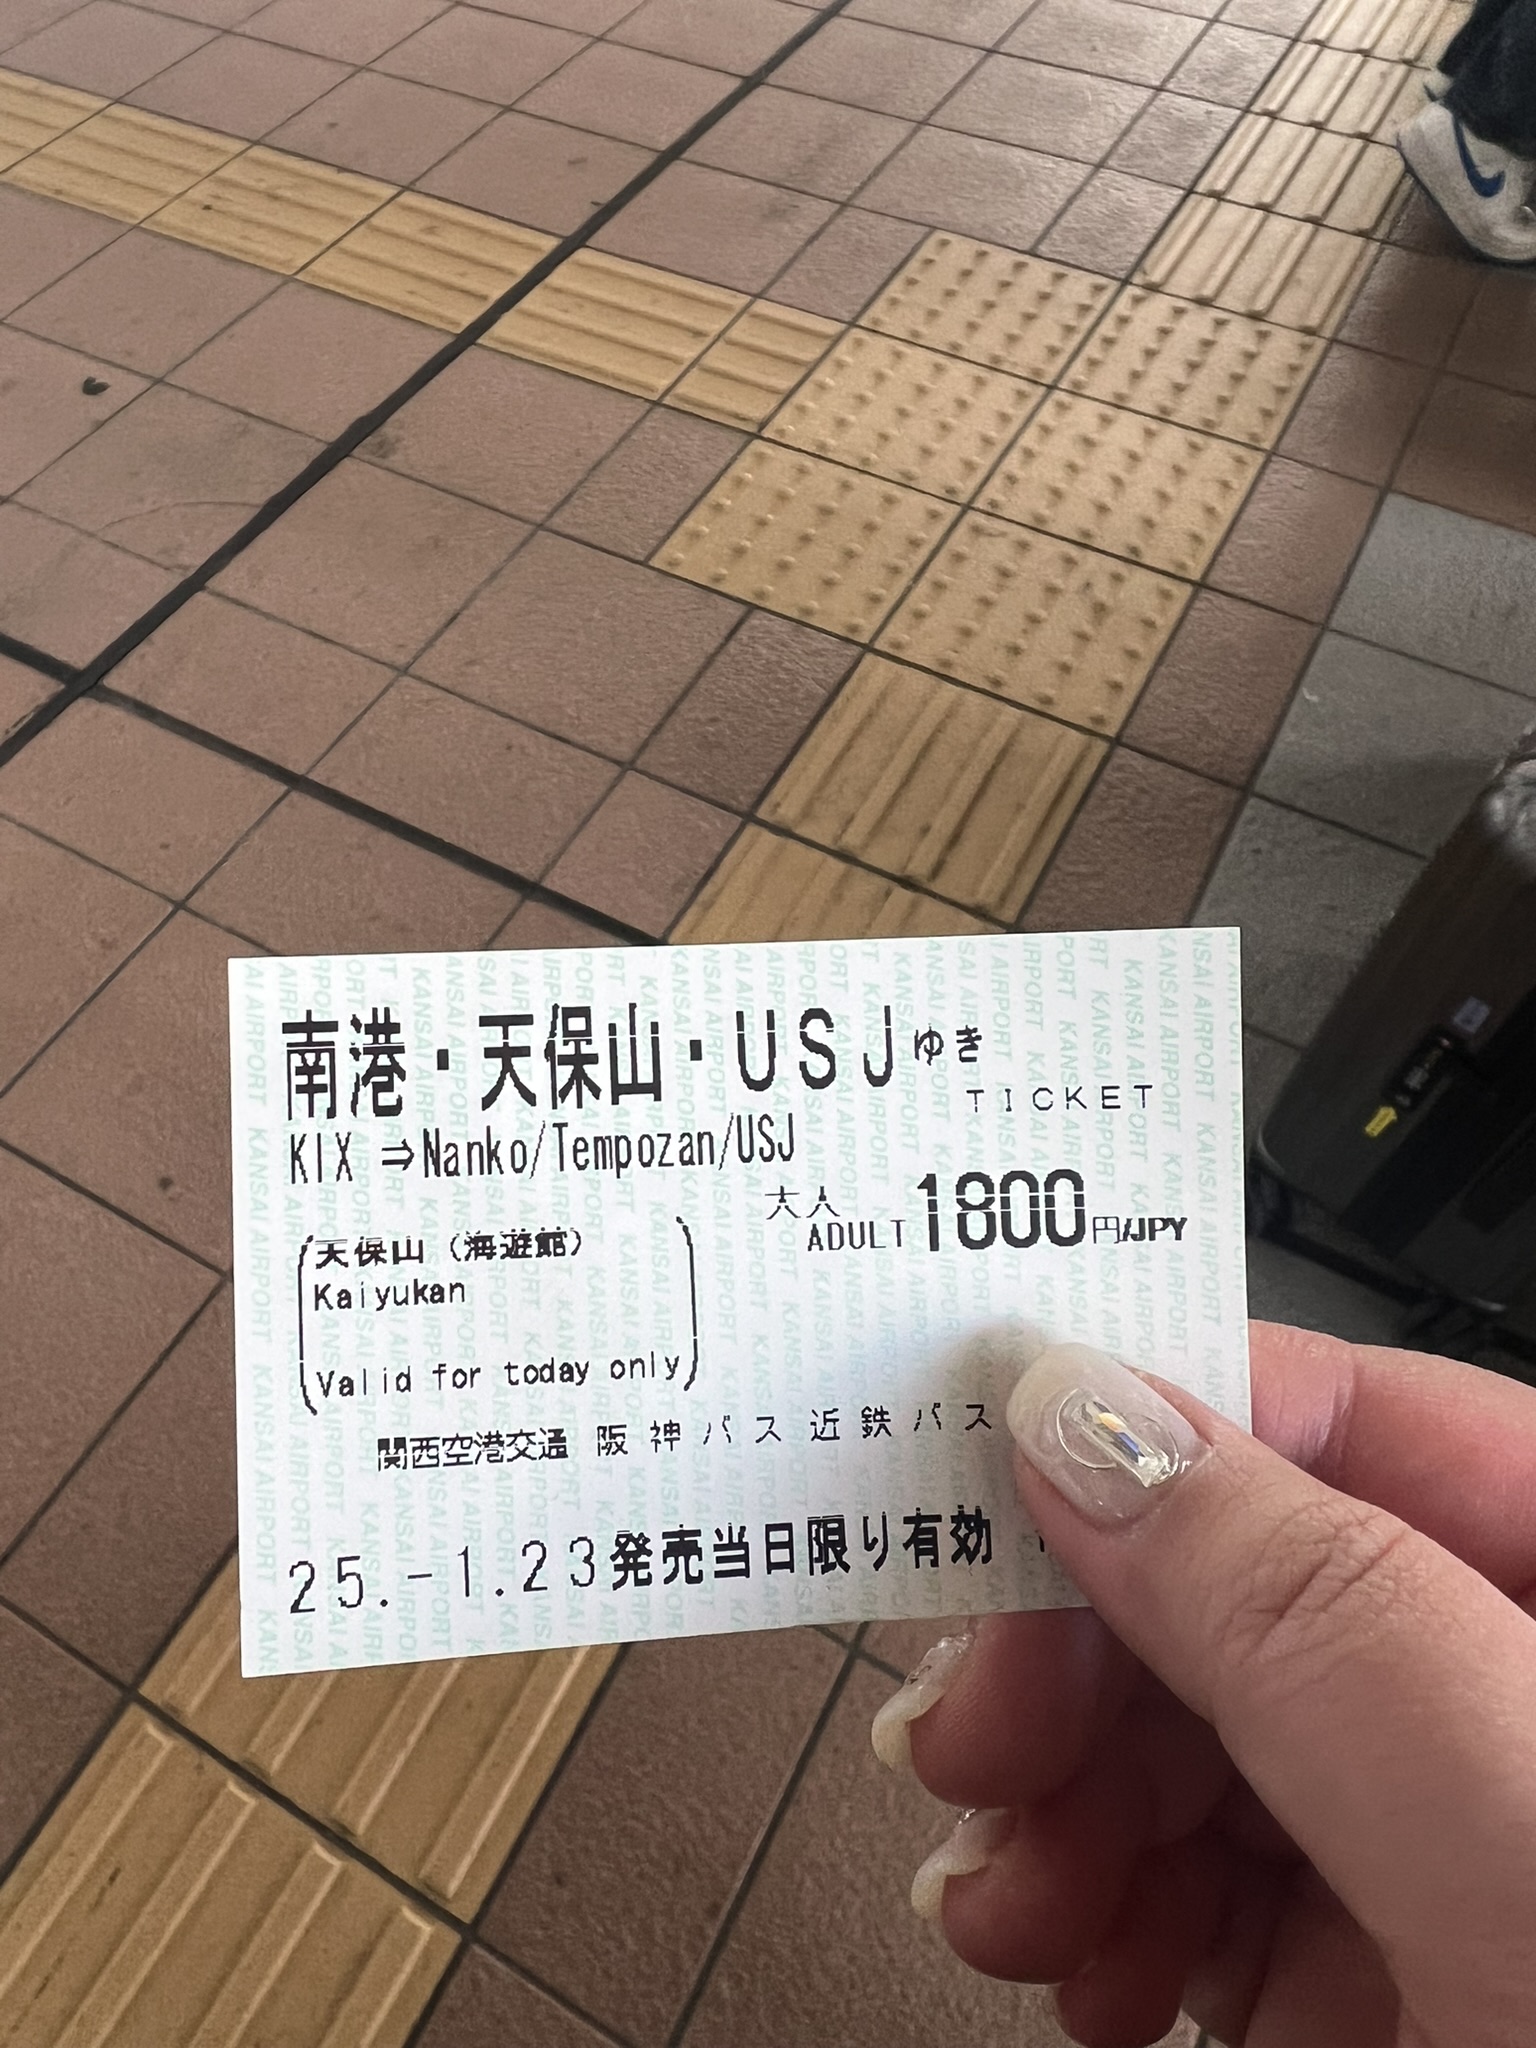 南港・天保山・USJゆき
TICKET
KIX ⇒Nanko/Tempozan/USJ
大人
ADULT 1800円/JPY
天保山(海遊館)
Kaiyukan
Valid for today only
関西空港交通 阪神バス近鉄バス
25.-1.23発売当日限り有効
KANSAI AIRPORT